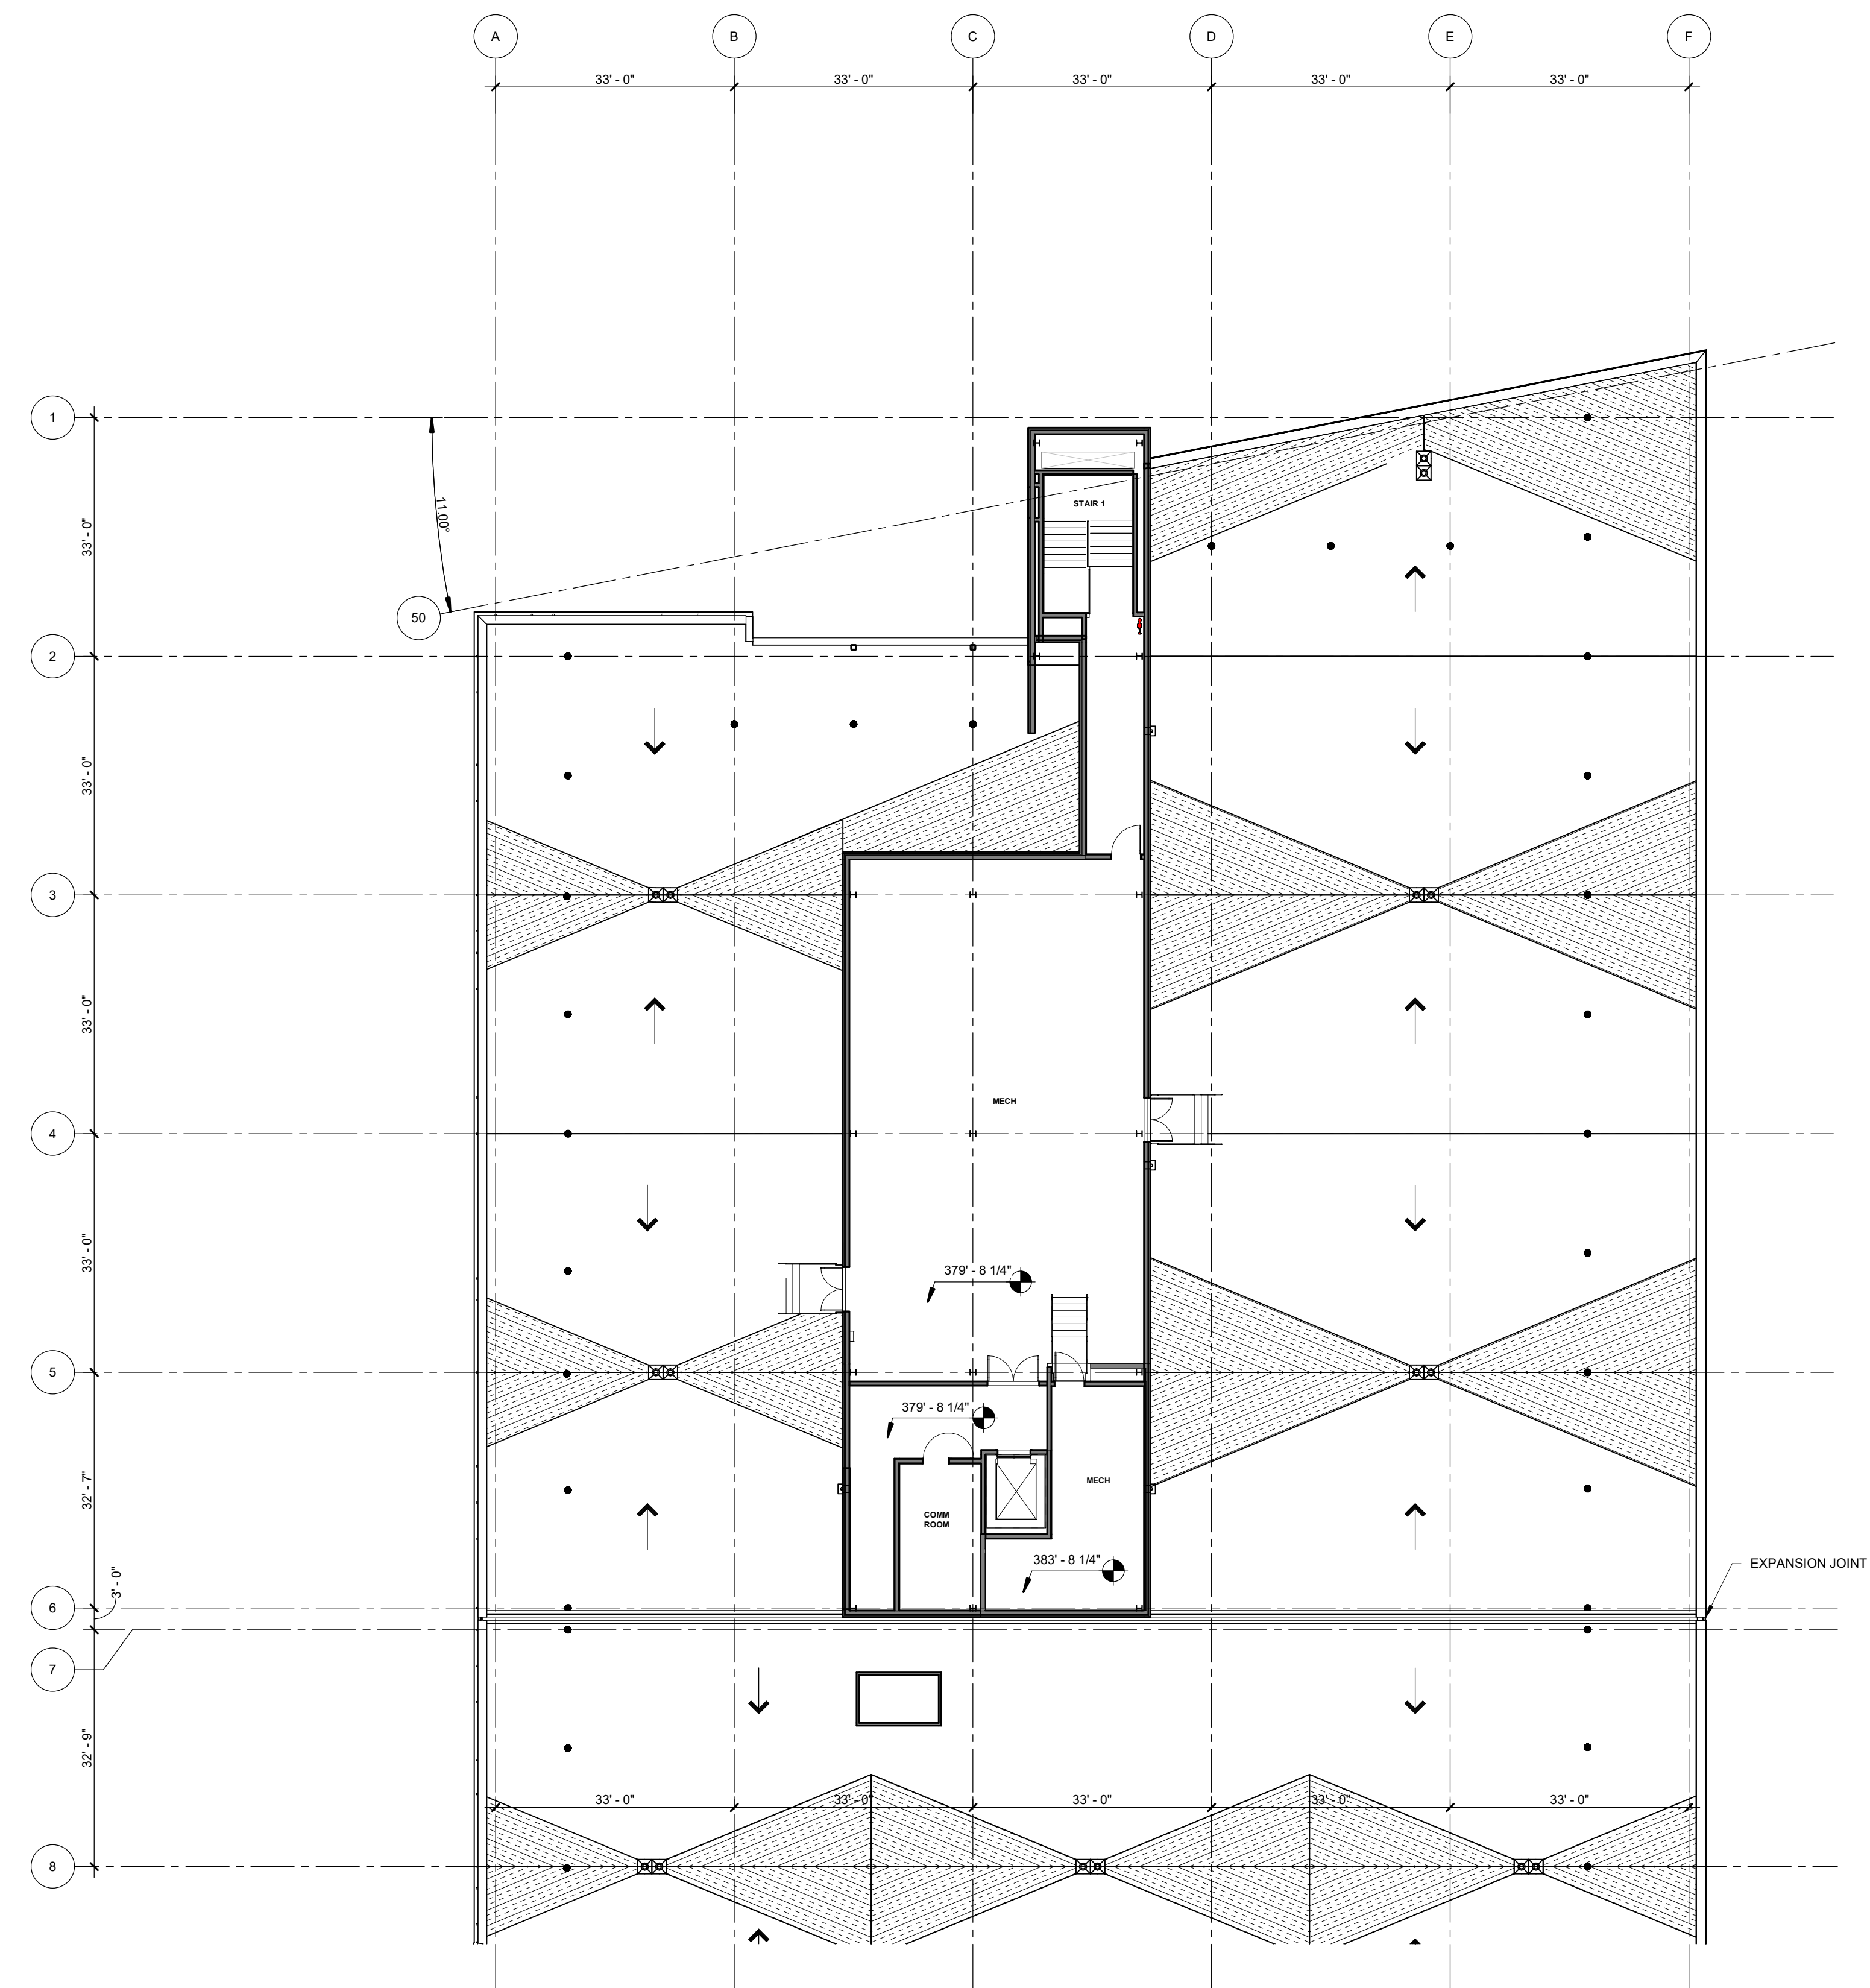 A
B
C
D
E
F
33' - 0"
33' - 0"
33' - 0"
33' - 0"
33' - 0"
1
11.00°
33' - 0"
STAIR 1
50
2
33' - 0"
3
33' - 0"
MECH
4
33' - 0"
379' - 8 1/4"
5
379' - 8 1/4"
32' - 7"
MECH
COMM
ROOM
383' - 8 1/4"
EXPANSION JOINT
3' - 0"
6
7
32' - 9"
33' - 0"
33' - 0"
33' - 0"
33' - 0"
33' - 0"
8